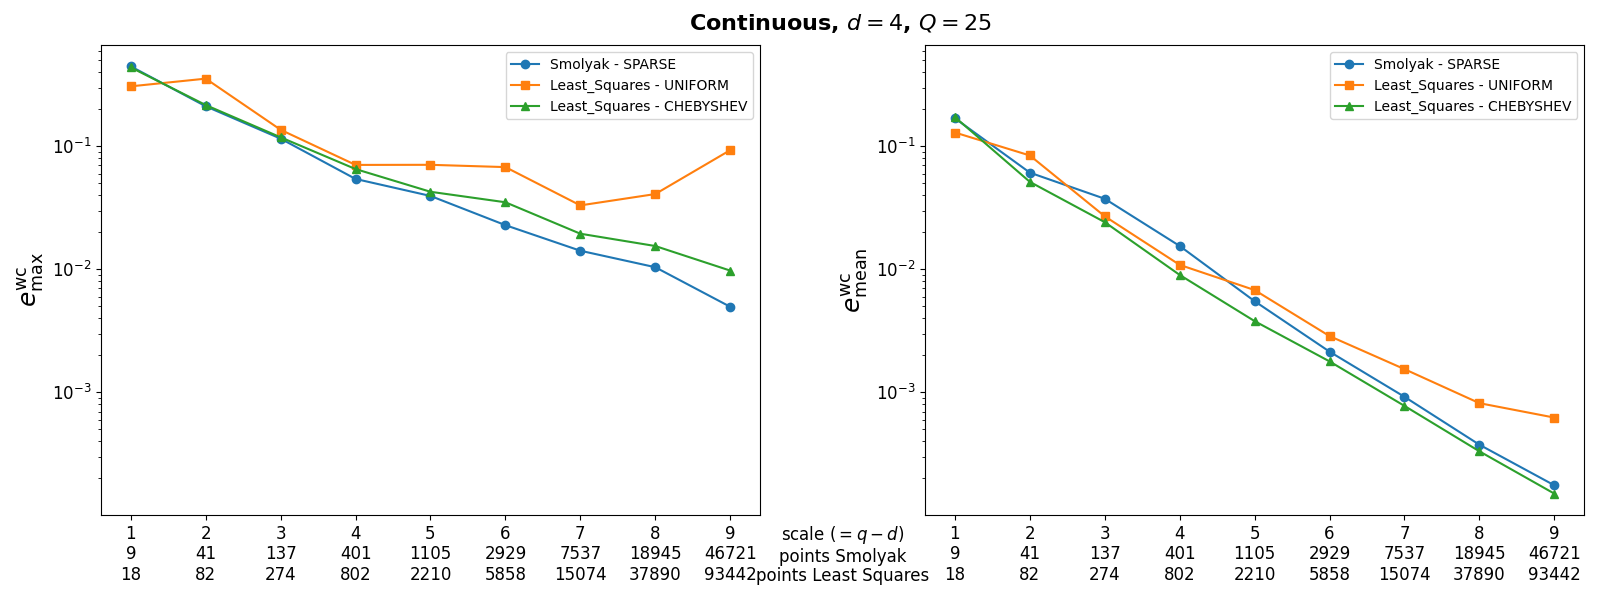 Continuous, d = 4, Q = 25
Smolyak - SPARSE
Least_Squares - UNIFORM
Least_Squares - CHEBYSHEV
10⁻¹
10⁻²
10⁻³
e^wc_max
1 2 3 4 5 6 7 8 9
9 41 137 401 1105 2929 7537 18945 46721
18 82 274 802 2210 5858 15074 37890 93442
scale (= q − d)
points Smolyak
points Least Squares
Smolyak - SPARSE
Least_Squares - UNIFORM
Least_Squares - CHEBYSHEV
10⁻¹
10⁻²
10⁻³
e^wc_mean
1 2 3 4 5 6 7 8 9
9 41 137 401 1105 2929 7537 18945 46721
18 82 274 802 2210 5858 15074 37890 93442